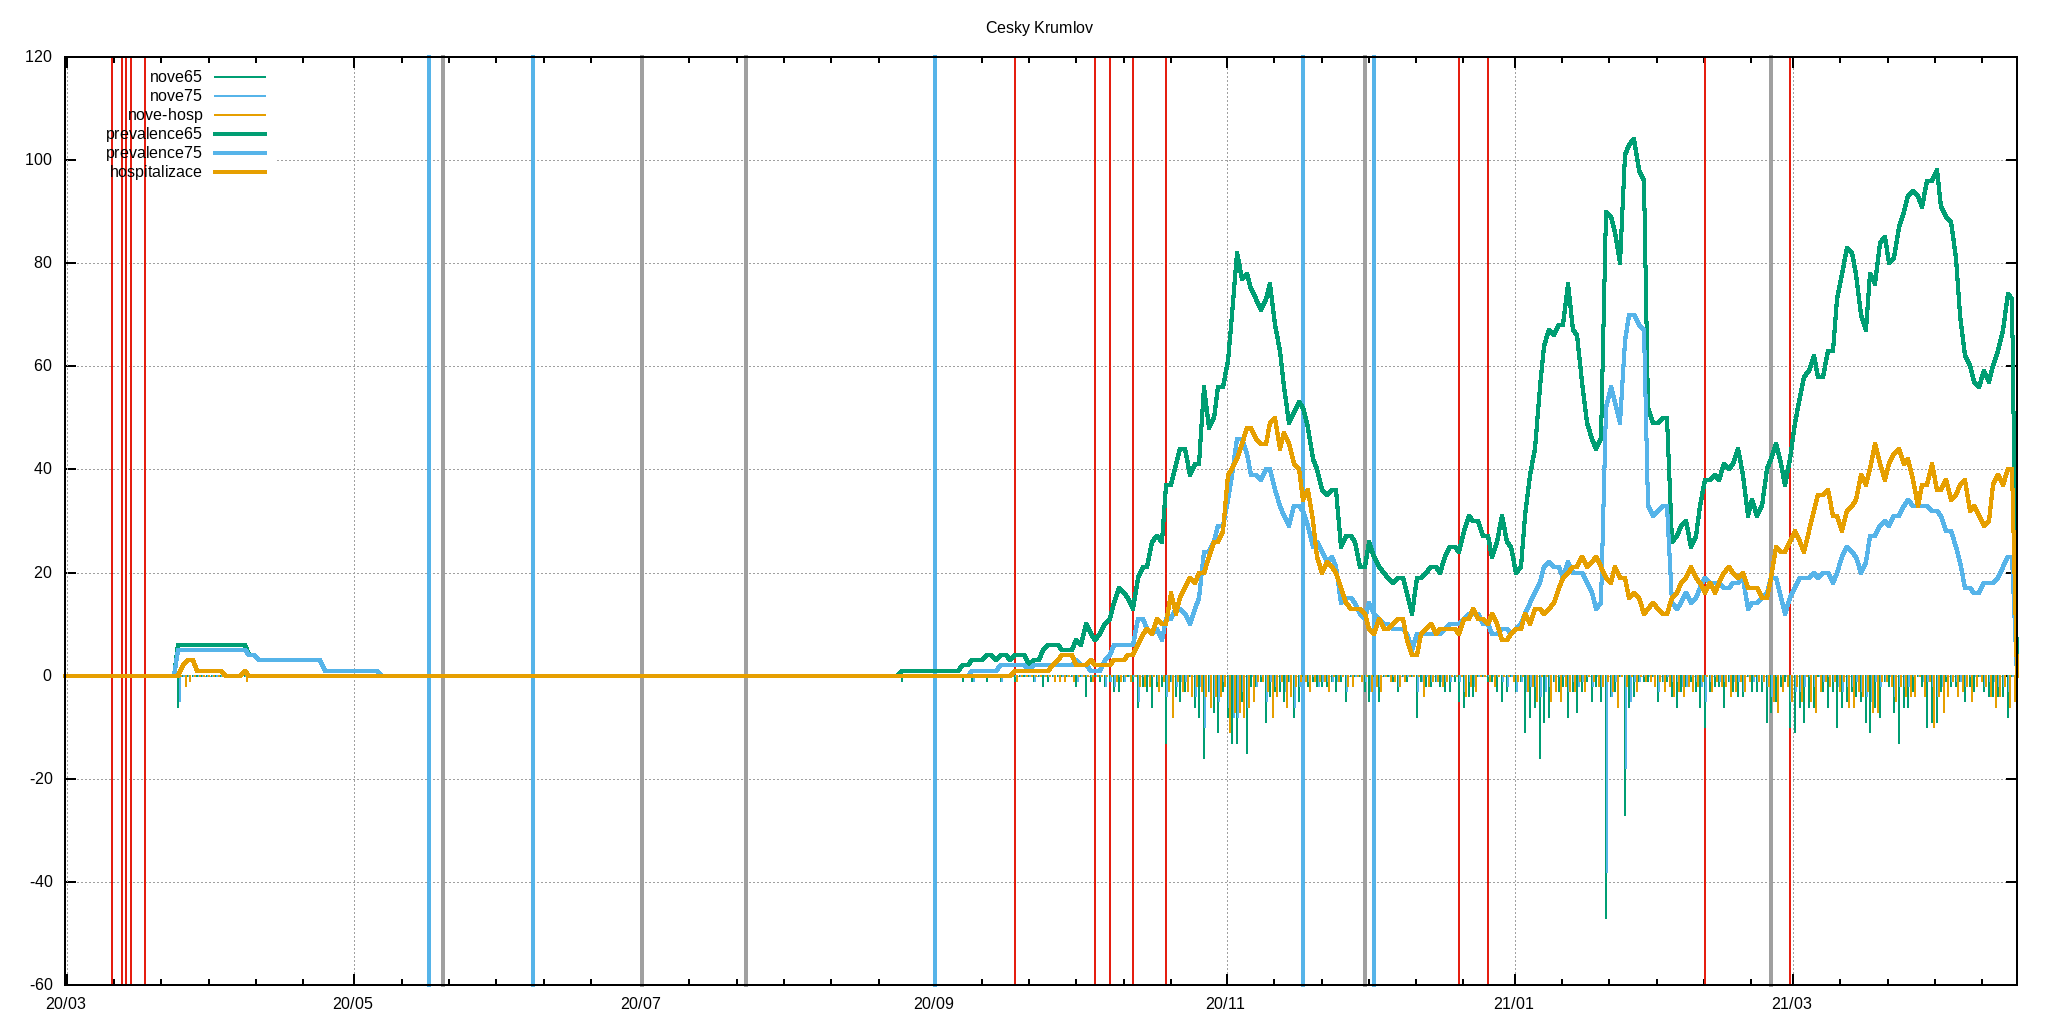 Cesky Krumlov
120
100
80
60
40
20
0
-20
-40
-60
nove65
nove75
nove-hosp
prevalence65
prevalence75
hospitalizace
20/03 20/05 20/07 20/09 20/11 21/01 21/03